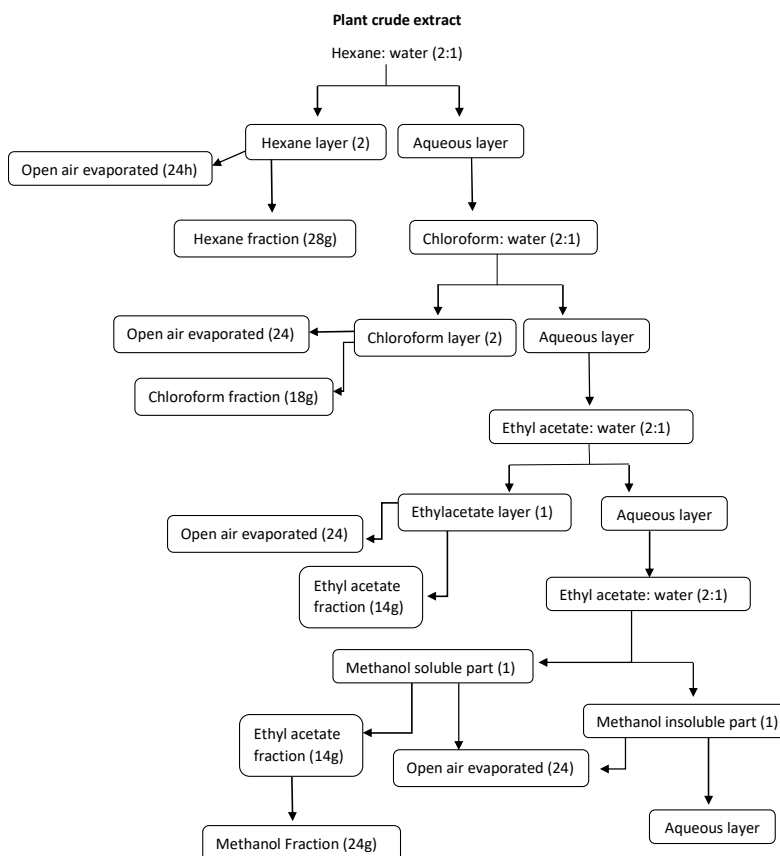 Plant crude extract
Hexane: water (2:1)
Hexane layer (2)
Aqueous layer
Open air evaporated (24h)
Hexane fraction (28g)
Chloroform: water (2:1)
Open air evaporated (24)
Chloroform layer (2)
Aqueous layer
Chloroform fraction (18g)
Ethyl acetate: water (2:1)
Ethylacetate layer (1)
Aqueous layer
Open air evaporated (24)
Ethyl acetate
fraction (14g)
Ethyl acetate: water (2:1)
Methanol soluble part (1)
Methanol insoluble part (1)
Ethyl acetate
fraction (14g)
Open air evaporated (24)
Aqueous layer
Methanol Fraction (24g)